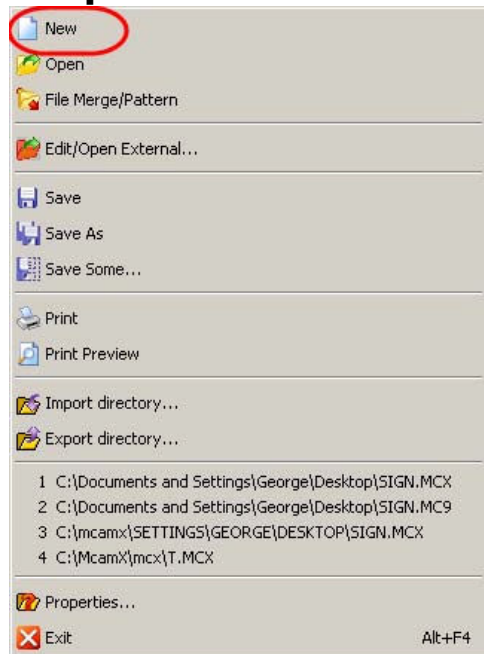 New
Open
File Merge/Pattern
Edit/Open External...
Save
Save As
Save Some...
Print
Print Preview
Import directory...
Export directory...
1 C:\Documents and Settings\George\Desktop\SIGN.MCX
2 C:\Documents and Settings\George\Desktop\SIGN.MC9
3 C:\mcamx\SETTINGS\GEORGE\DESKTOP\SIGN.MCX
4 C:\McamX\mcx\T.MCX
Properties...
Exit Alt+F4